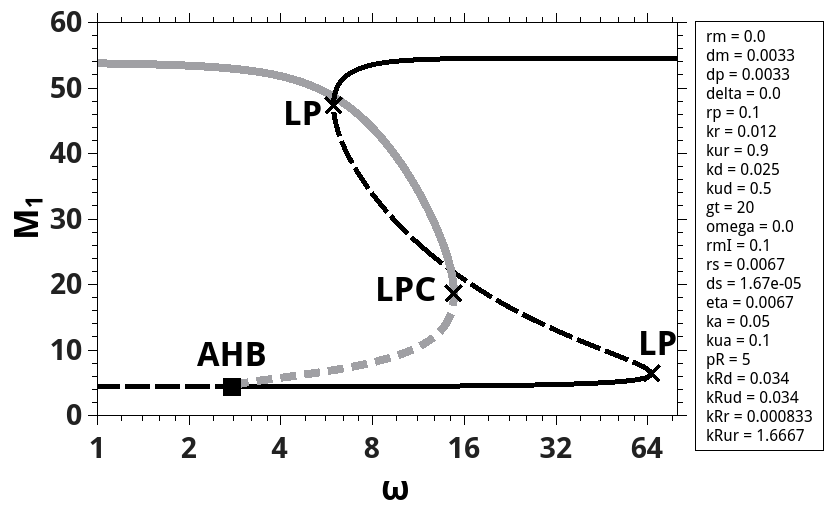 60
50
40
30
20
10
0
M₁
LP
LPC
AHB
LP
1 2 4 8 16 32 64
ω
rm = 0.0
dm = 0.0033
dp = 0.0033
delta = 0.0
rp = 0.1
kr = 0.012
kur = 0.9
kd = 0.025
kud = 0.5
gt = 20
omega = 0.0
rmI = 0.1
rs = 0.0067
ds = 1.67e-05
eta = 0.0067
ka = 0.05
kua = 0.1
pR = 5
kRd = 0.034
kRud = 0.034
kRr = 0.000833
kRur = 1.6667